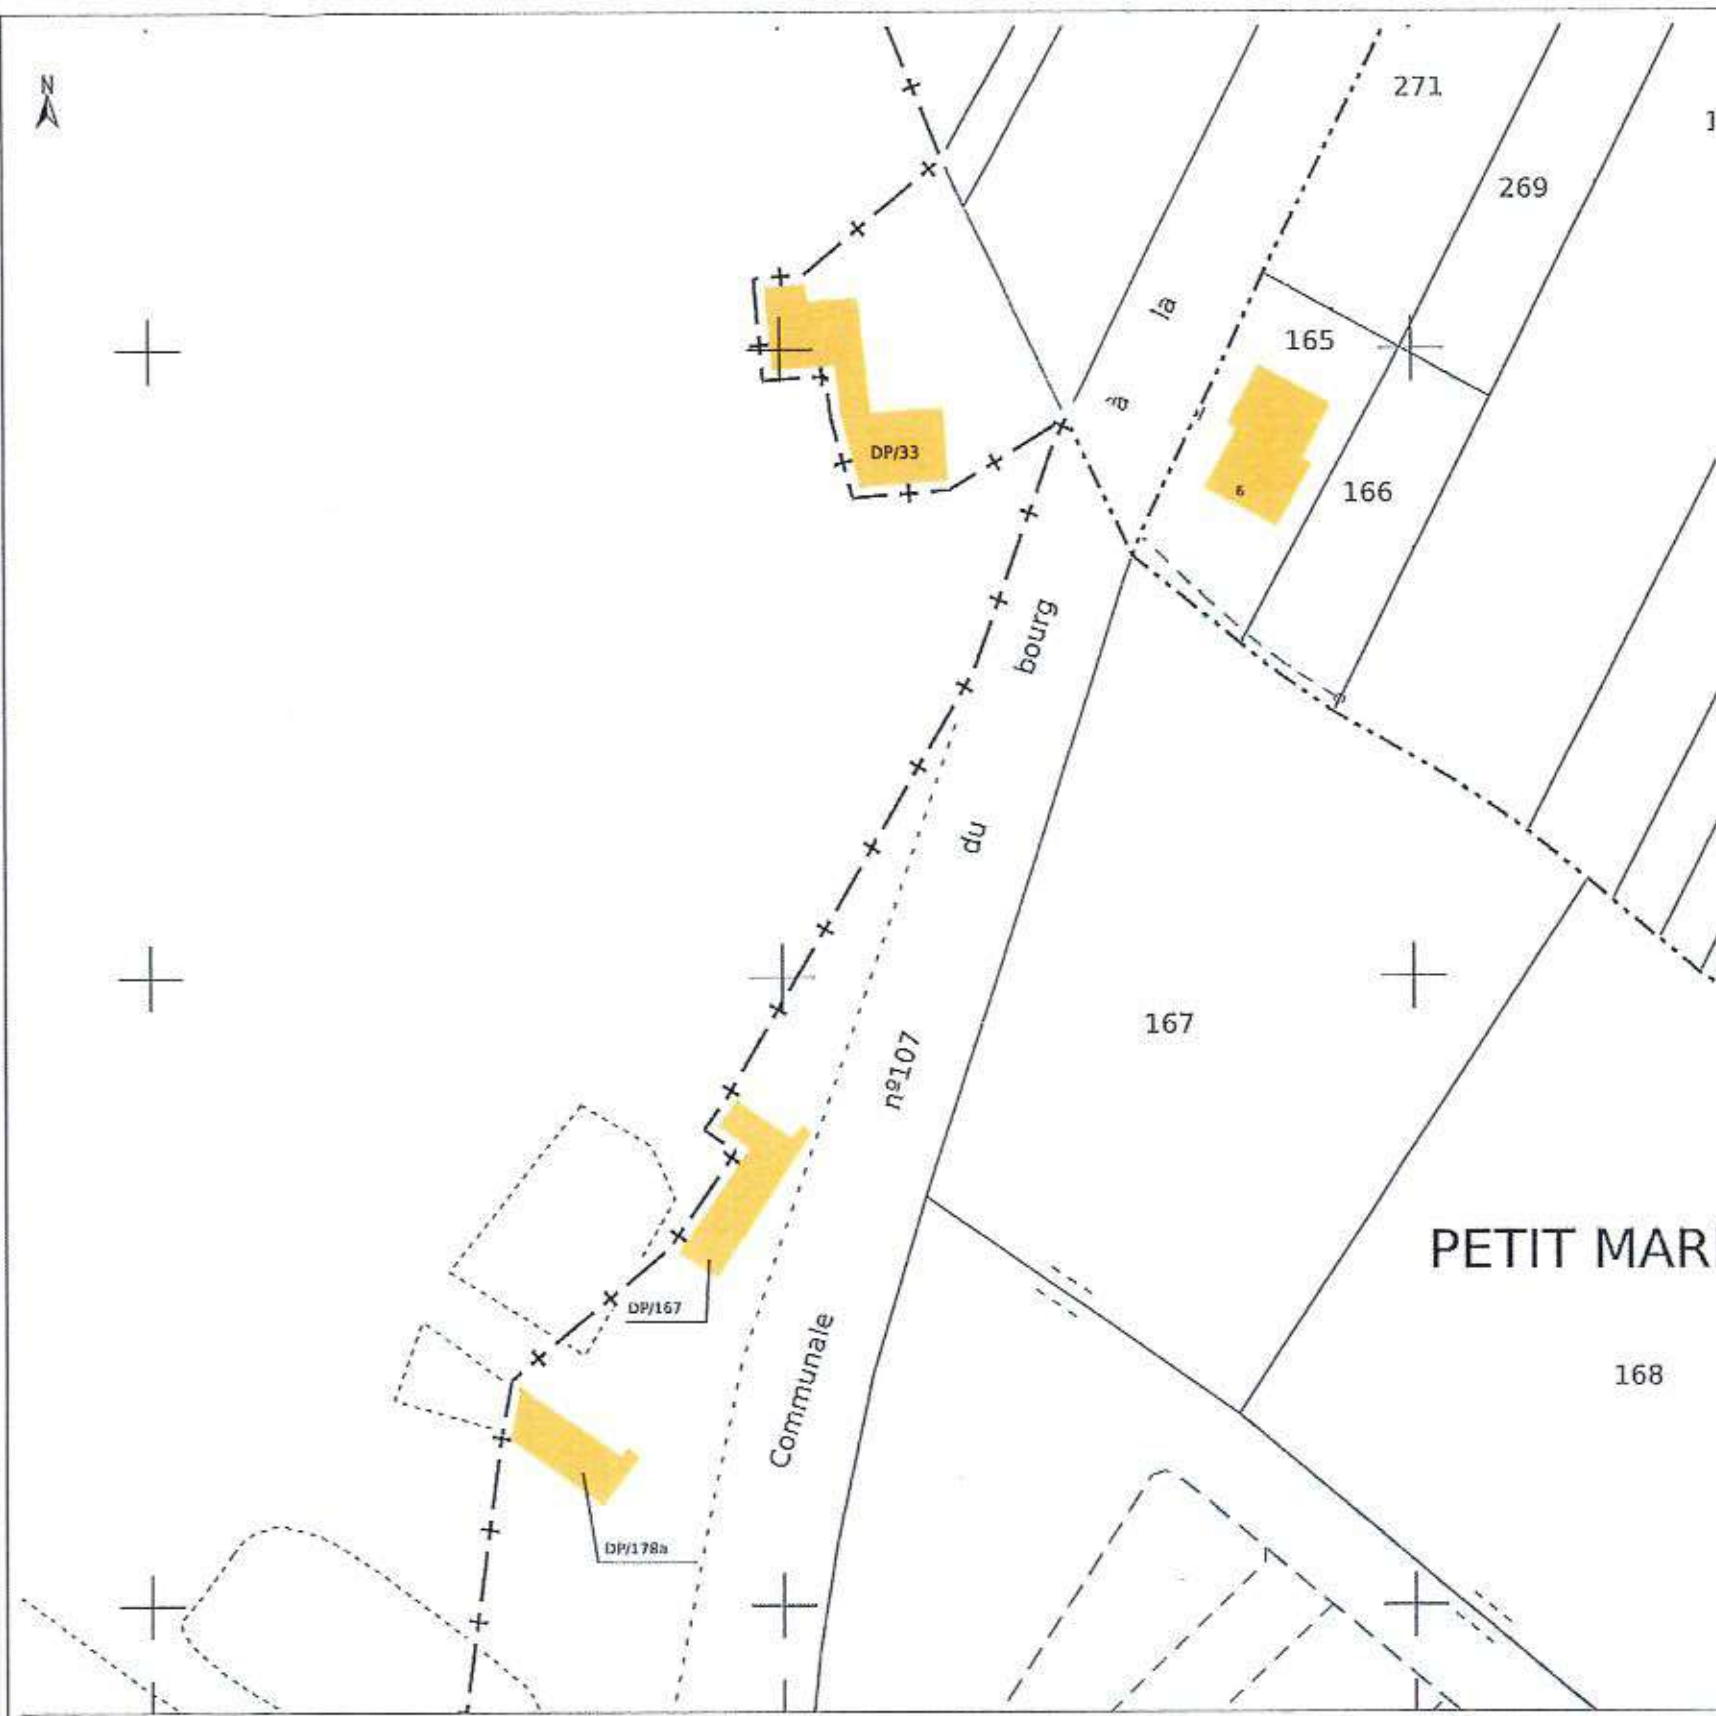 N
271
1
269
la
165
à
DP/33
6
166
bourg
du
167
nº107
PETIT MAR
DP/167
Communale
168
DP/178a